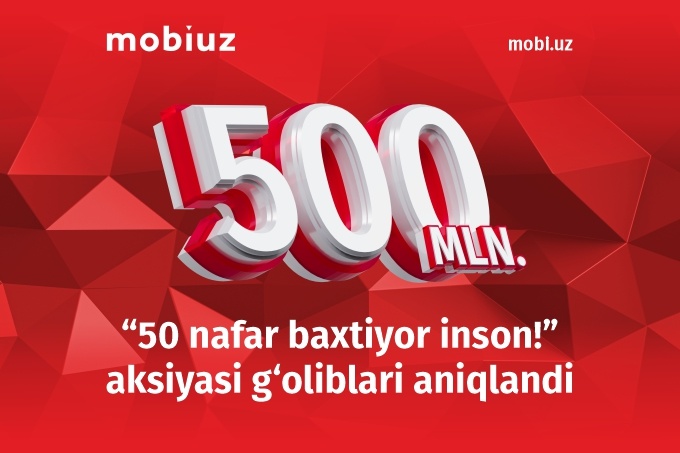 mobiuz
mobi.uz
500
MLN.
“50 nafar baxtiyor inson!”
aksiyasi g‘oliblari aniqlandi